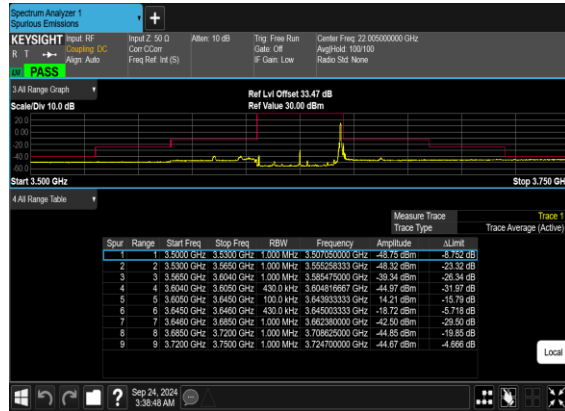 Spectrum Analyzer 1
Spurious Emissions
KEYSIGHT Input: RF Input Z: 50 Ω Atten: 10 dB Trig: Free Run Center Freq: 22.005000000 GHz
R T Coupling: DC Corr CCorr Gate: Off Avg|Hold: 100/100
Align: Auto Freq Ref: Int (S) IF Gain: Low Radio Std: None
PASS
3 All Range Graph
Ref Lvl Offset 33.47 dB
Scale/Div 10.0 dB Ref Value 30.00 dBm
20.0
0.00
-20.0
-40.0
-60.0
Start 3.500 GHz Stop 3.750 GH
4 All Range Table
Measure Trace Trace 1
Trace Type Trace Average (Active)
Spur Range Start Freq Stop Freq RBW Frequency Amplitude ΔLimit
1 1 3.5000 GHz 3.5300 GHz 1.000 MHz 3.507050000 GHz -48.75 dBm -8.752 dB
2 2 3.5300 GHz 3.5650 GHz 1.000 MHz 3.555258333 GHz -48.32 dBm -23.32 dB
3 3 3.5650 GHz 3.6040 GHz 1.000 MHz 3.585475000 GHz -39.34 dBm -26.34 dB
4 4 3.6040 GHz 3.6050 GHz 430.0 kHz 3.604816667 GHz -44.97 dBm -31.97 dB
5 5 3.6050 GHz 3.6450 GHz 100.0 kHz 3.643933333 GHz 14.21 dBm -15.79 dB
6 6 3.6450 GHz 3.6460 GHz 430.0 kHz 3.645003333 GHz -18.72 dBm -5.718 dB
7 7 3.6460 GHz 3.6850 GHz 1.000 MHz 3.662380000 GHz -42.50 dBm -29.50 dB
8 8 3.6850 GHz 3.7200 GHz 1.000 MHz 3.708625000 GHz -44.85 dBm -19.85 dB
9 9 3.7200 GHz 3.7500 GHz 1.000 MHz 3.724700000 GHz -44.67 dBm -4.666 dB
Local
Sep 24, 2024
3:38:48 AM